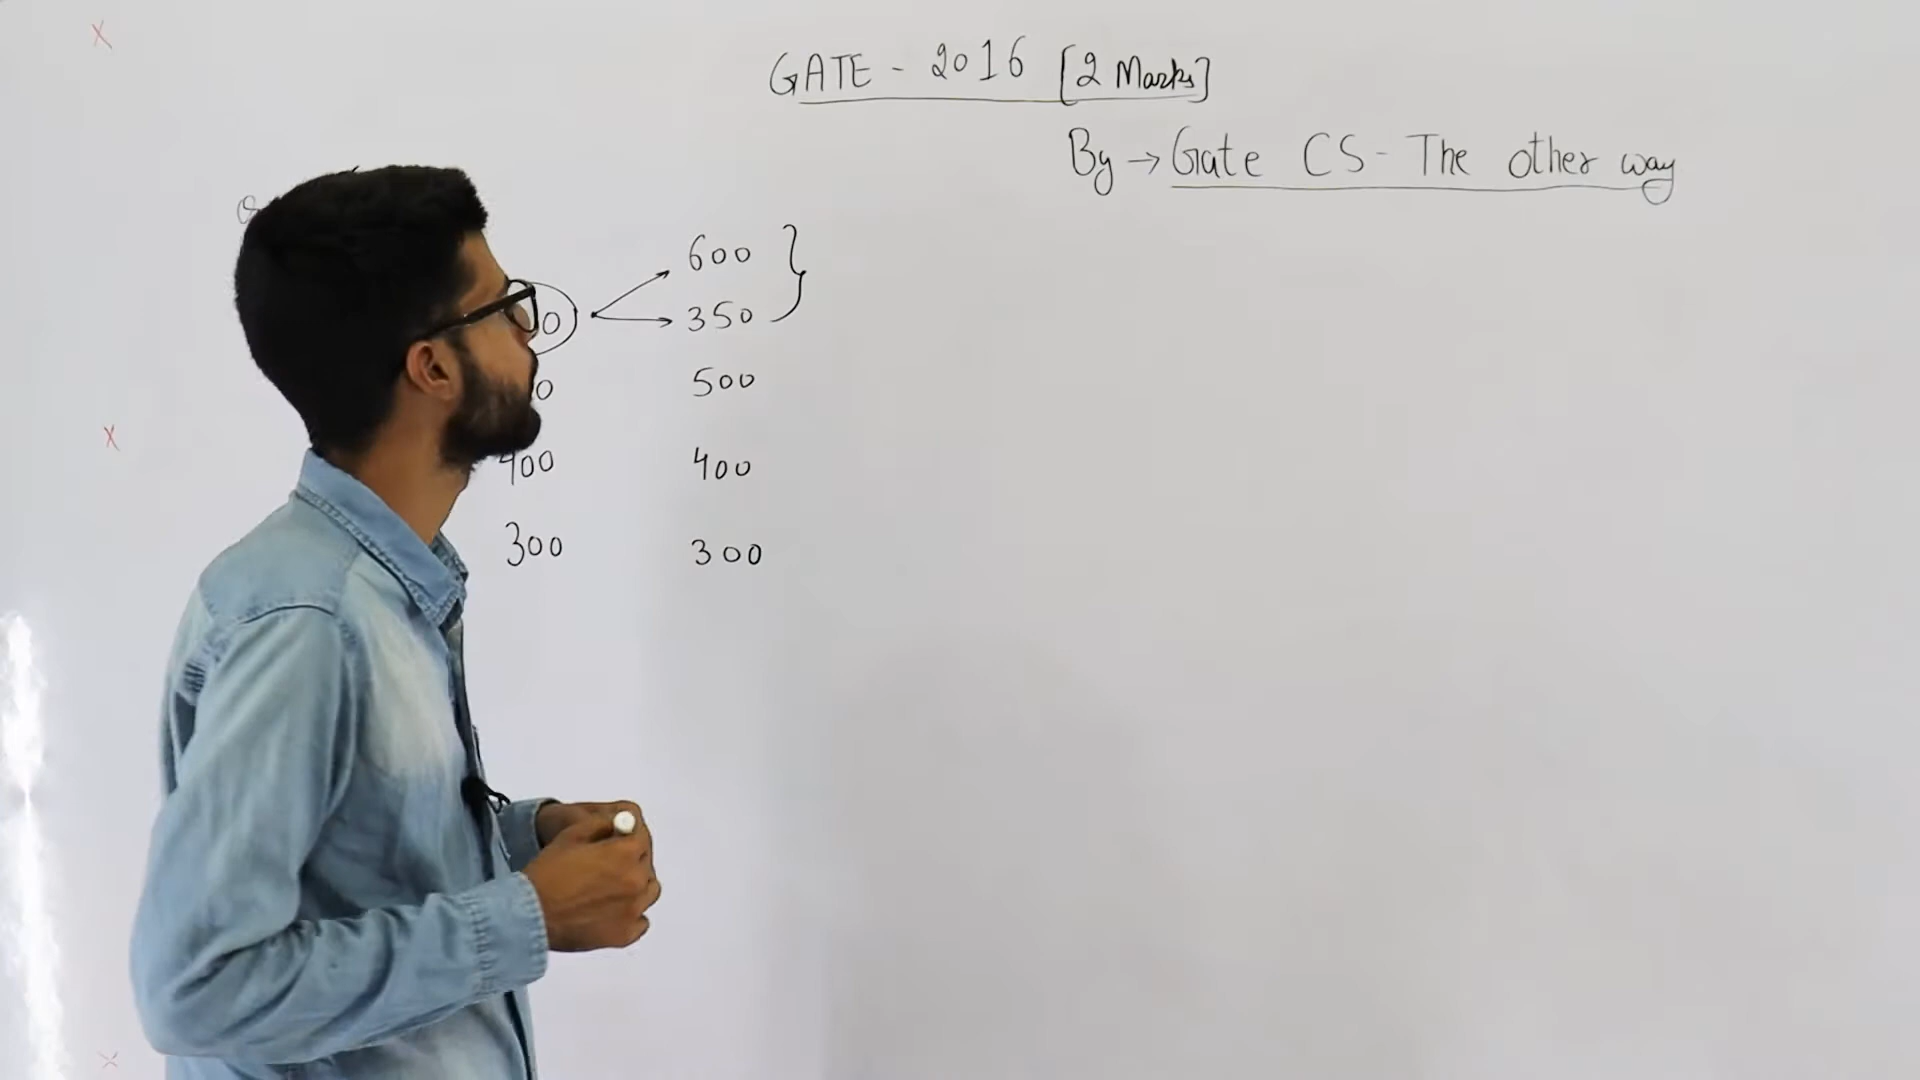 GATE - 2016 [2 Marks]
By → Gate CS - The other way
600
350
500
400 400
300 300